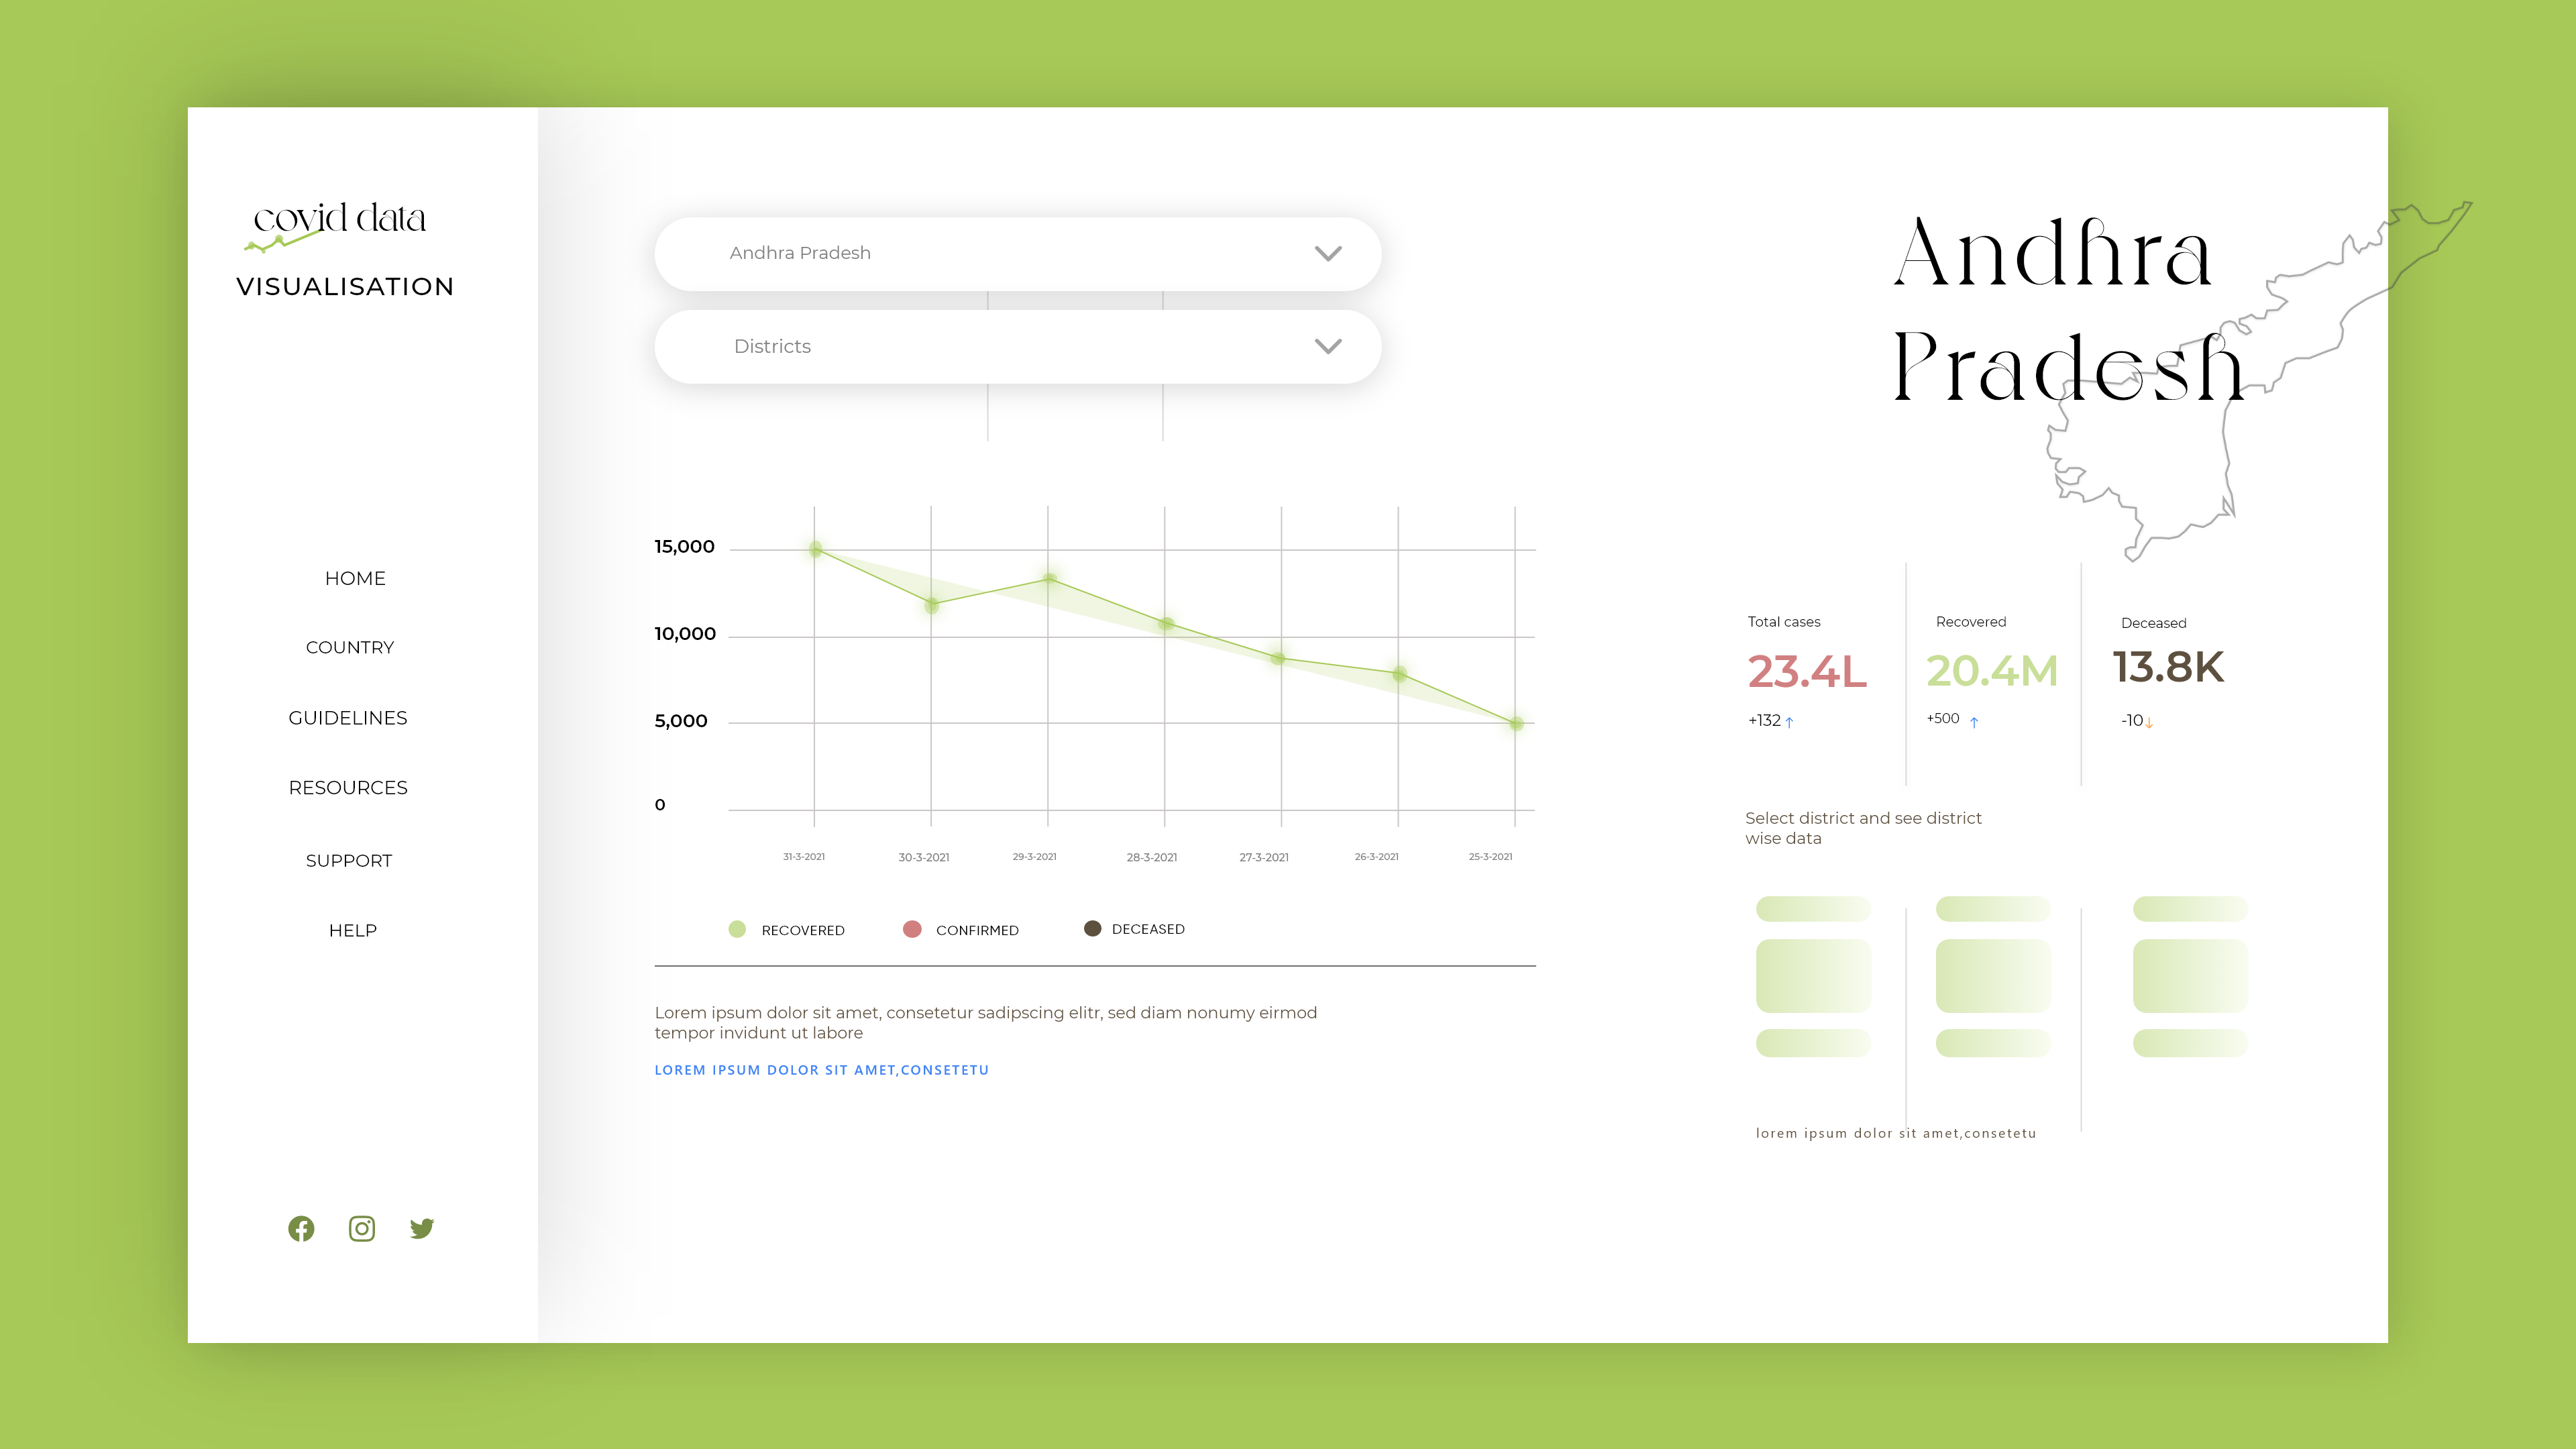 covid data
VISUALISATION
HOME
COUNTRY
GUIDELINES
RESOURCES
SUPPORT
HELP
Andhra Pradesh
Districts
15,000
10,000
5,000
0
31-3-2021 30-3-2021 29-3-2021 28-3-2021 27-3-2021 26-3-2021 25-3-2021
RECOVERED CONFIRMED DECEASED
Lorem ipsum dolor sit amet, consetetur sadipscing elitr, sed diam nonumy eirmod
tempor invidunt ut labore
LOREM IPSUM DOLOR SIT AMET,CONSETETU
Andhra
Pradesh
Total cases Recovered Deceased
23.4L 20.4M 13.8K
+132 ↑ +500 ↑ -10↓
Select district and see district
wise data
lorem ipsum dolor sit amet,consetetu